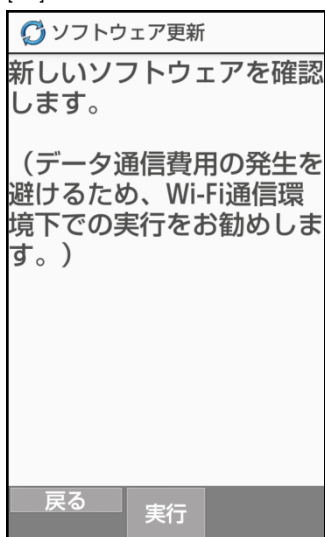 ソフトウェア更新
新しいソフトウェアを確認
します。
（データ通信費用の発生を
避けるため、Wi-Fi通信環
境下での実行をお勧めしま
す。）
戻る
実行